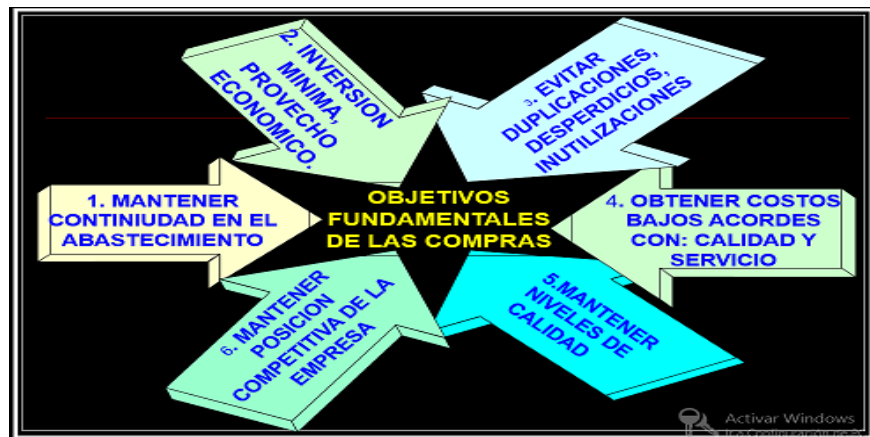 2. INVERSION
MINIMA,
PROVECHO
ECONOMICO.
3. EVITAR
DUPLICACIONES,
DESPERDICIOS,
INUTILIZACIONES
1. MANTENER
CONTINIUDAD EN EL
ABASTECIMIENTO
OBJETIVOS
FUNDAMENTALES
DE LAS COMPRAS
4. OBTENER COSTOS
BAJOS ACORDES
CON: CALIDAD Y
SERVICIO
6. MANTENER
POSICION
COMPETITIVA DE LA
EMPRESA
5.MANTENER
NIVELES DE
CALIDAD
Activar Windows